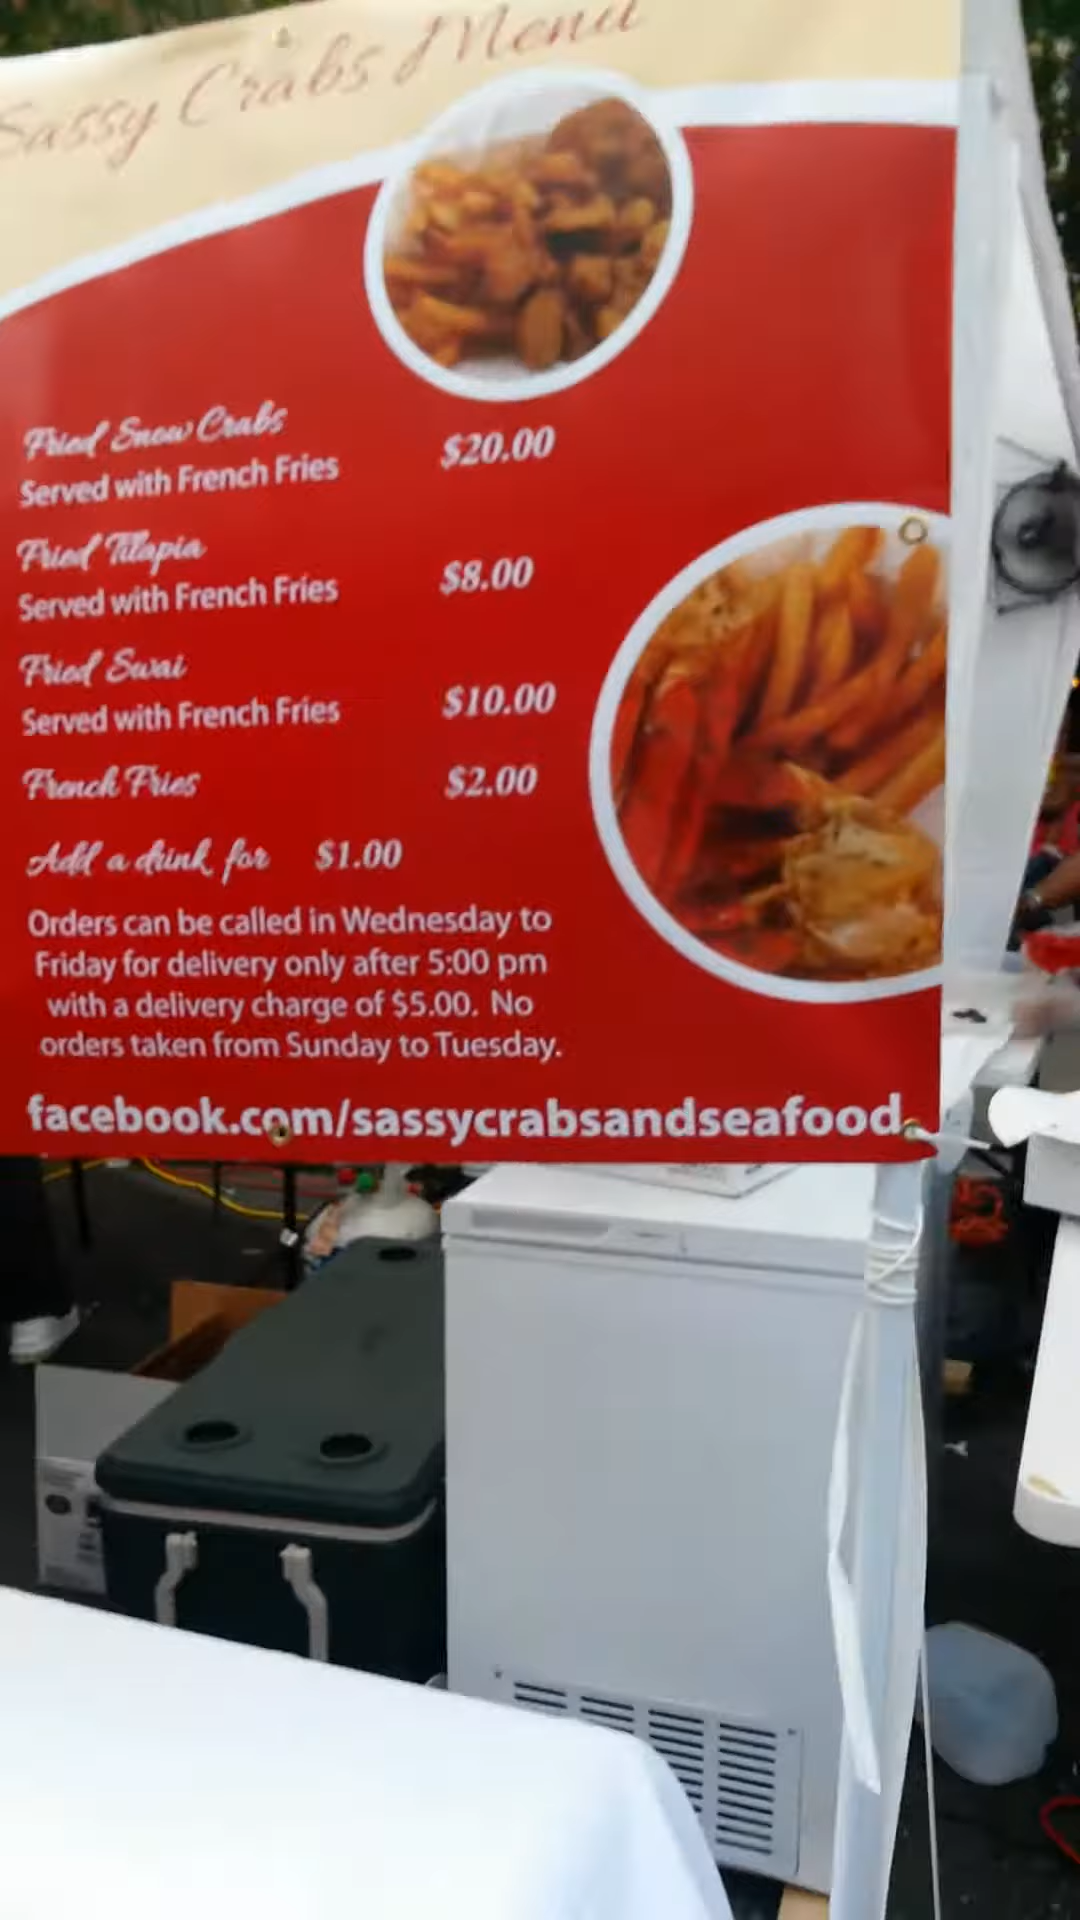 Sassy Crabs Menu
Fried Snow Crabs
Served with French Fries
$20.00
Fried Tilapia
Served with French Fries
$8.00
Fried Swai
Served with French Fries
$10.00
French Fries
$2.00
Add a drink for $1.00
Orders can be called in Wednesday to
Friday for delivery only after 5:00 pm
with a delivery charge of $5.00. No
orders taken from Sunday to Tuesday.
facebook.com/sassycrabsandseafood